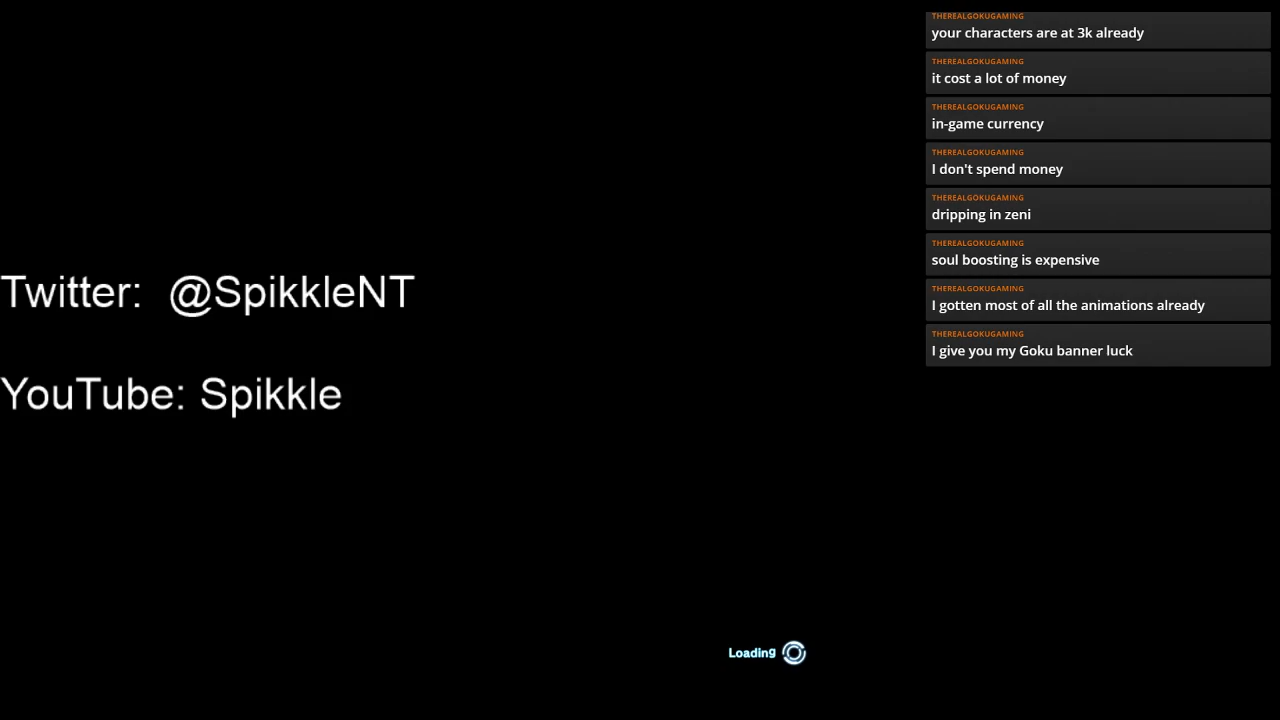 Twitter: @SpikkleNT
YouTube: Spikkle
THEREALGOKUGAMING
your characters are at 3k already
THEREALGOKUGAMING
it cost a lot of money
THEREALGOKUGAMING
in-game currency
THEREALGOKUGAMING
I don't spend money
THEREALGOKUGAMING
dripping in zeni
THEREALGOKUGAMING
soul boosting is expensive
THEREALGOKUGAMING
I gotten most of all the animations already
THEREALGOKUGAMING
I give you my Goku banner luck
Loading